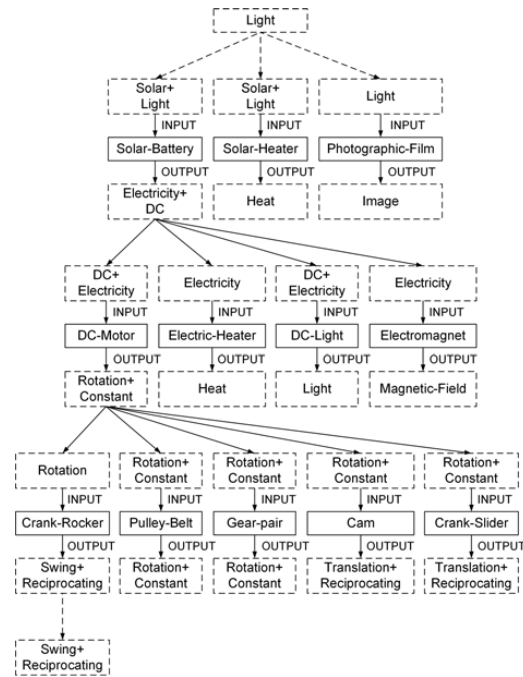 Light
Solar+ Solar+ Light
Light Light
INPUT INPUT INPUT
Solar-Battery Solar-Heater Photographic-Film
OUTPUT OUTPUT OUTPUT
Electricity+ Heat Image
DC
DC+ Electricity DC+ Electricity
Electricity Electricity
INPUT INPUT INPUT INPUT
DC-Motor Electric-Heater DC-Light Electromagnet
OUTPUT OUTPUT OUTPUT OUTPUT
Rotation+ Heat Light Magnetic-Field
Constant
Rotation Rotation+ Rotation+ Rotation+ Rotation+
Constant Constant Constant Constant
INPUT INPUT INPUT INPUT INPUT
Crank-Rocker Pulley-Belt Gear-pair Cam Crank-Slider
OUTPUT OUTPUT OUTPUT OUTPUT OUTPUT
Swing+ Rotation+ Rotation+ Translation+ Translation+
Reciprocating Constant Constant Reciprocating Reciprocating
Swing+
Reciprocating